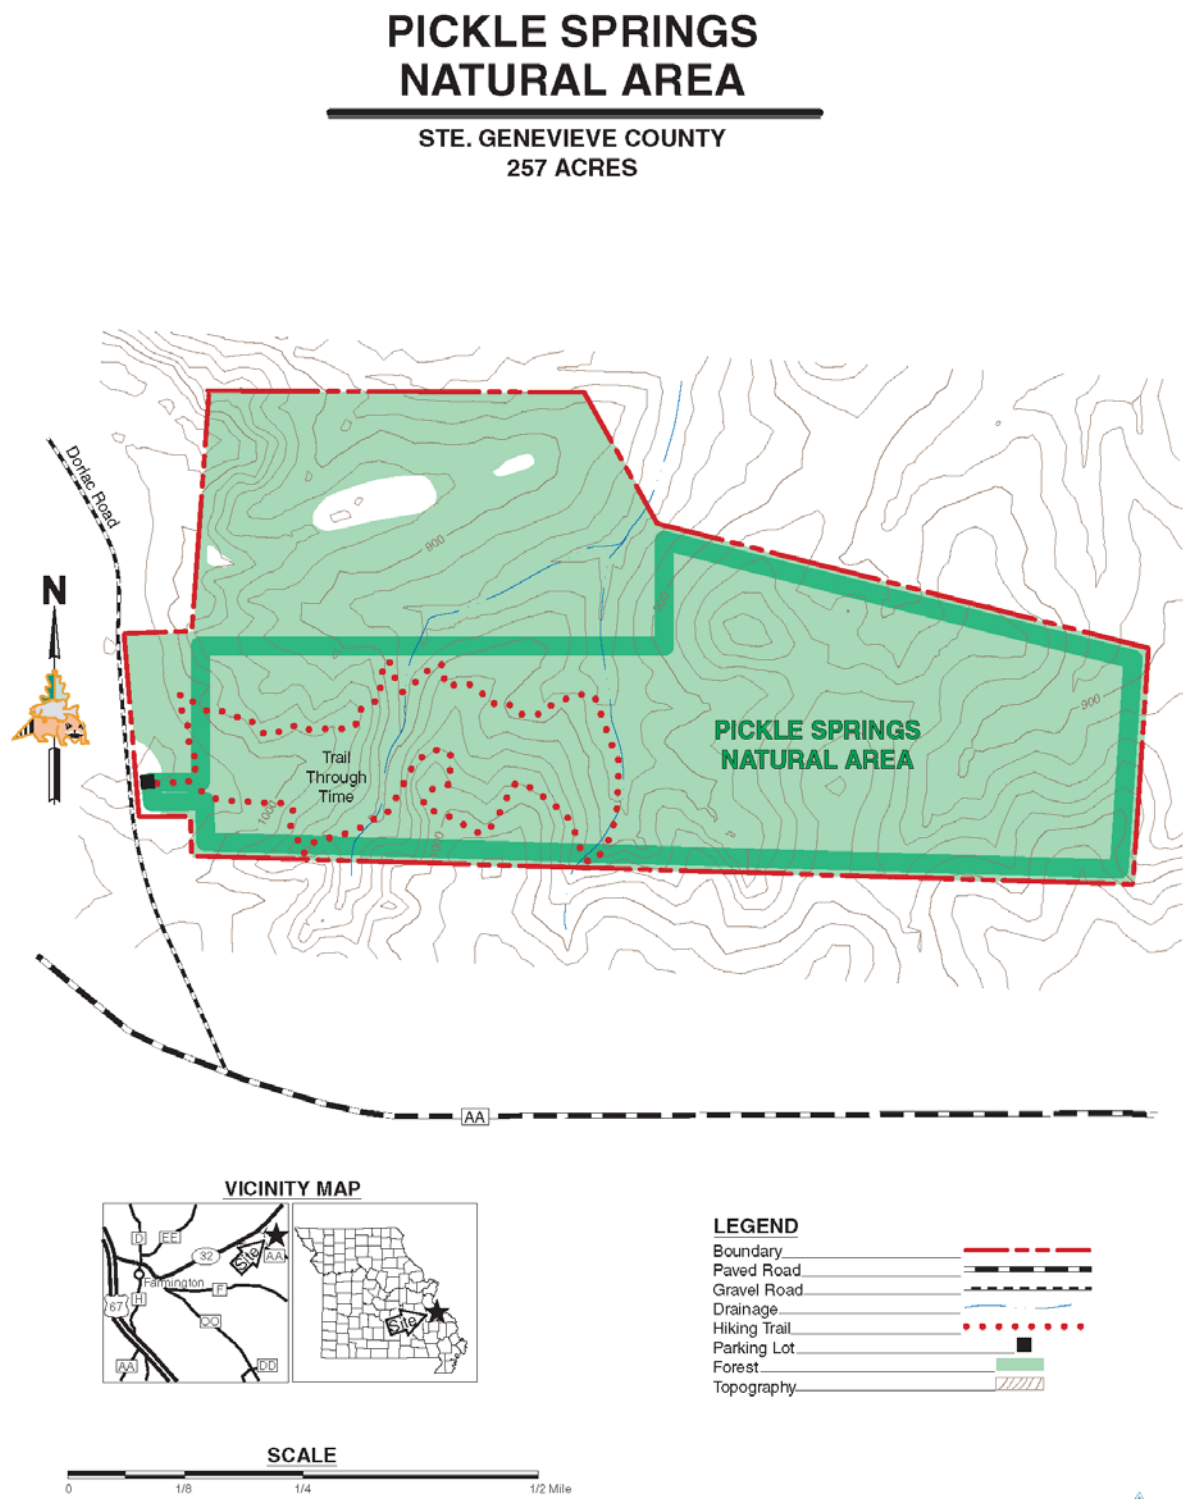 PICKLE SPRINGS
NATURAL AREA
STE. GENEVIEVE COUNTY
257 ACRES
Dorlac Road
900
N
900
PICKLE SPRINGS
NATURAL AREA
Trail
Through
Time
1000
AA
VICINITY MAP
D
EE
32
Site
AA
Farmington
67
H
F
OO
AA
DD
Site
LEGEND
Boundary
Paved Road
Gravel Road
Drainage
Hiking Trail
Parking Lot
Forest
Topography
SCALE
0
1/8
1/4
1/2 Mile